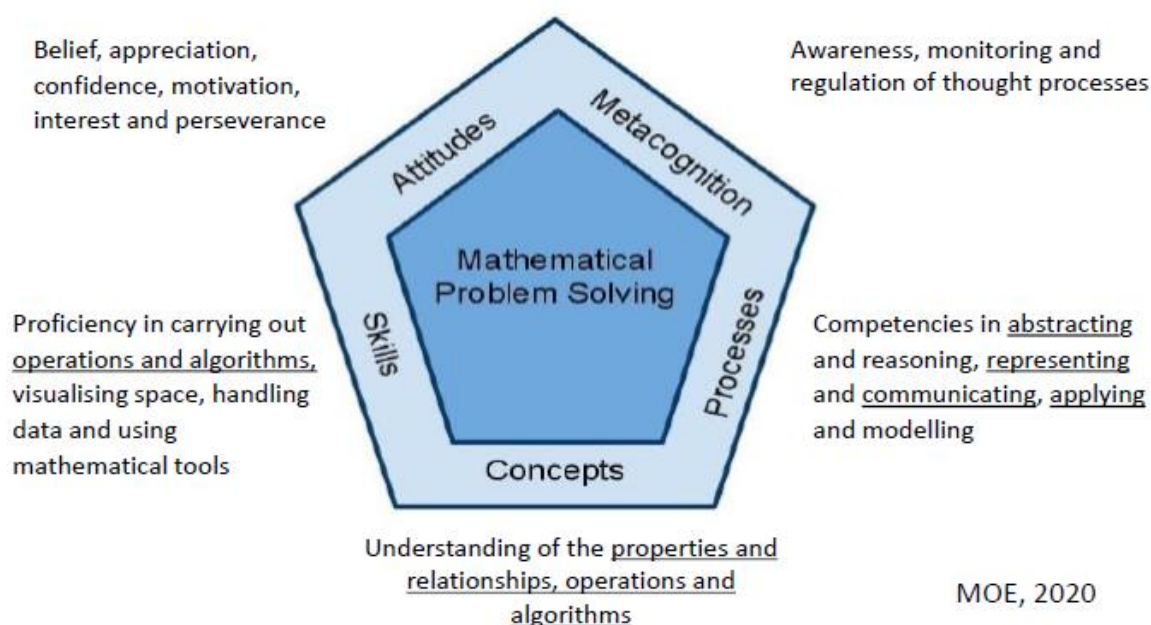 Belief, appreciation,
confidence, motivation,
interest and perseverance
Awareness, monitoring and
regulation of thought processes
Attitudes
Metacognition
Mathematical
Problem Solving
Skills
Processes
Concepts
Proficiency in carrying out
operations and algorithms,
visualising space, handling
data and using
mathematical tools
Competencies in abstracting
and reasoning, representing
and communicating, applying
and modelling
Understanding of the properties and
relationships, operations and
algorithms
MOE, 2020